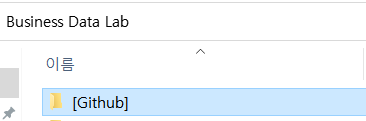 Business Data Lab
이름
[Github]